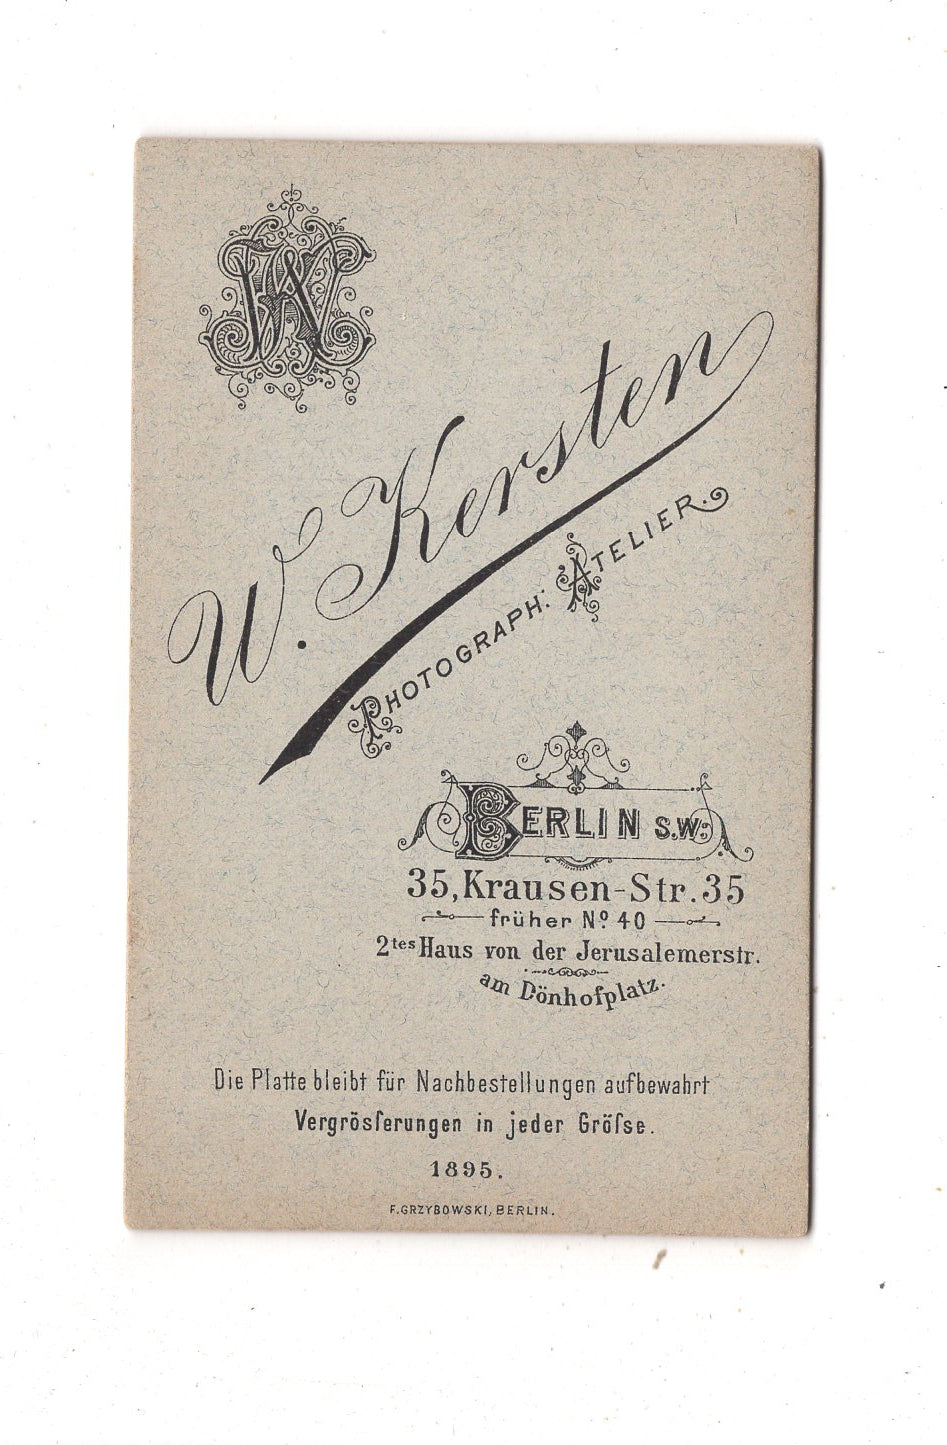 WK
W. Kersten
PHOTOGRAPH: ATELIER.
BERLIN S.W.
35, Krausen-Str. 35
früher No. 40
2tes Haus von der Jerusalemerstr.
am Dönhofplatz.
Die Platte bleibt für Nachbestellungen aufbewahrt
Vergrösſerungen in jeder Gröſse.
1895.
F. GRZYBOWSKI, BERLIN.